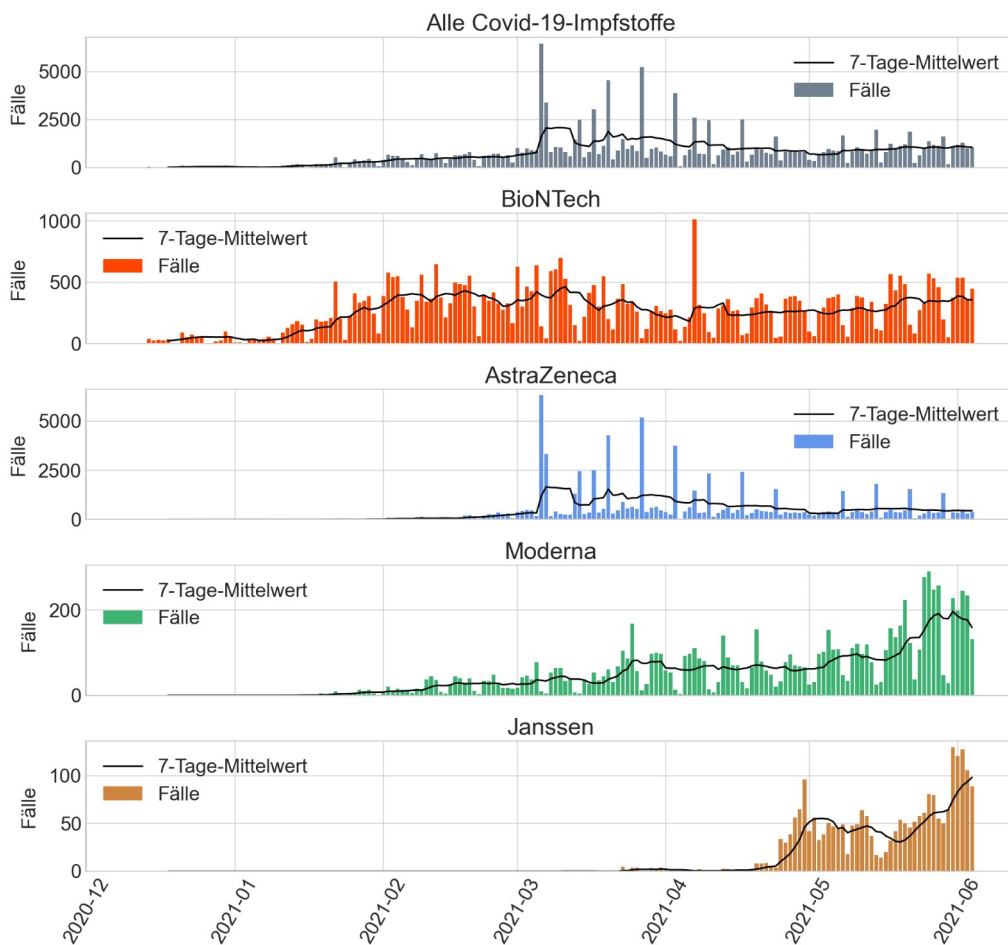 Alle Covid-19-Impfstoffe
Fälle
5000
2500
0
7-Tage-Mittelwert
Fälle
BioNTech
Fälle
1000
500
0
7-Tage-Mittelwert
Fälle
AstraZeneca
Fälle
5000
2500
0
7-Tage-Mittelwert
Fälle
Moderna
Fälle
200
0
7-Tage-Mittelwert
Fälle
Janssen
Fälle
100
50
0
7-Tage-Mittelwert
Fälle
2020-12
2021-01
2021-02
2021-03
2021-04
2021-05
2021-06